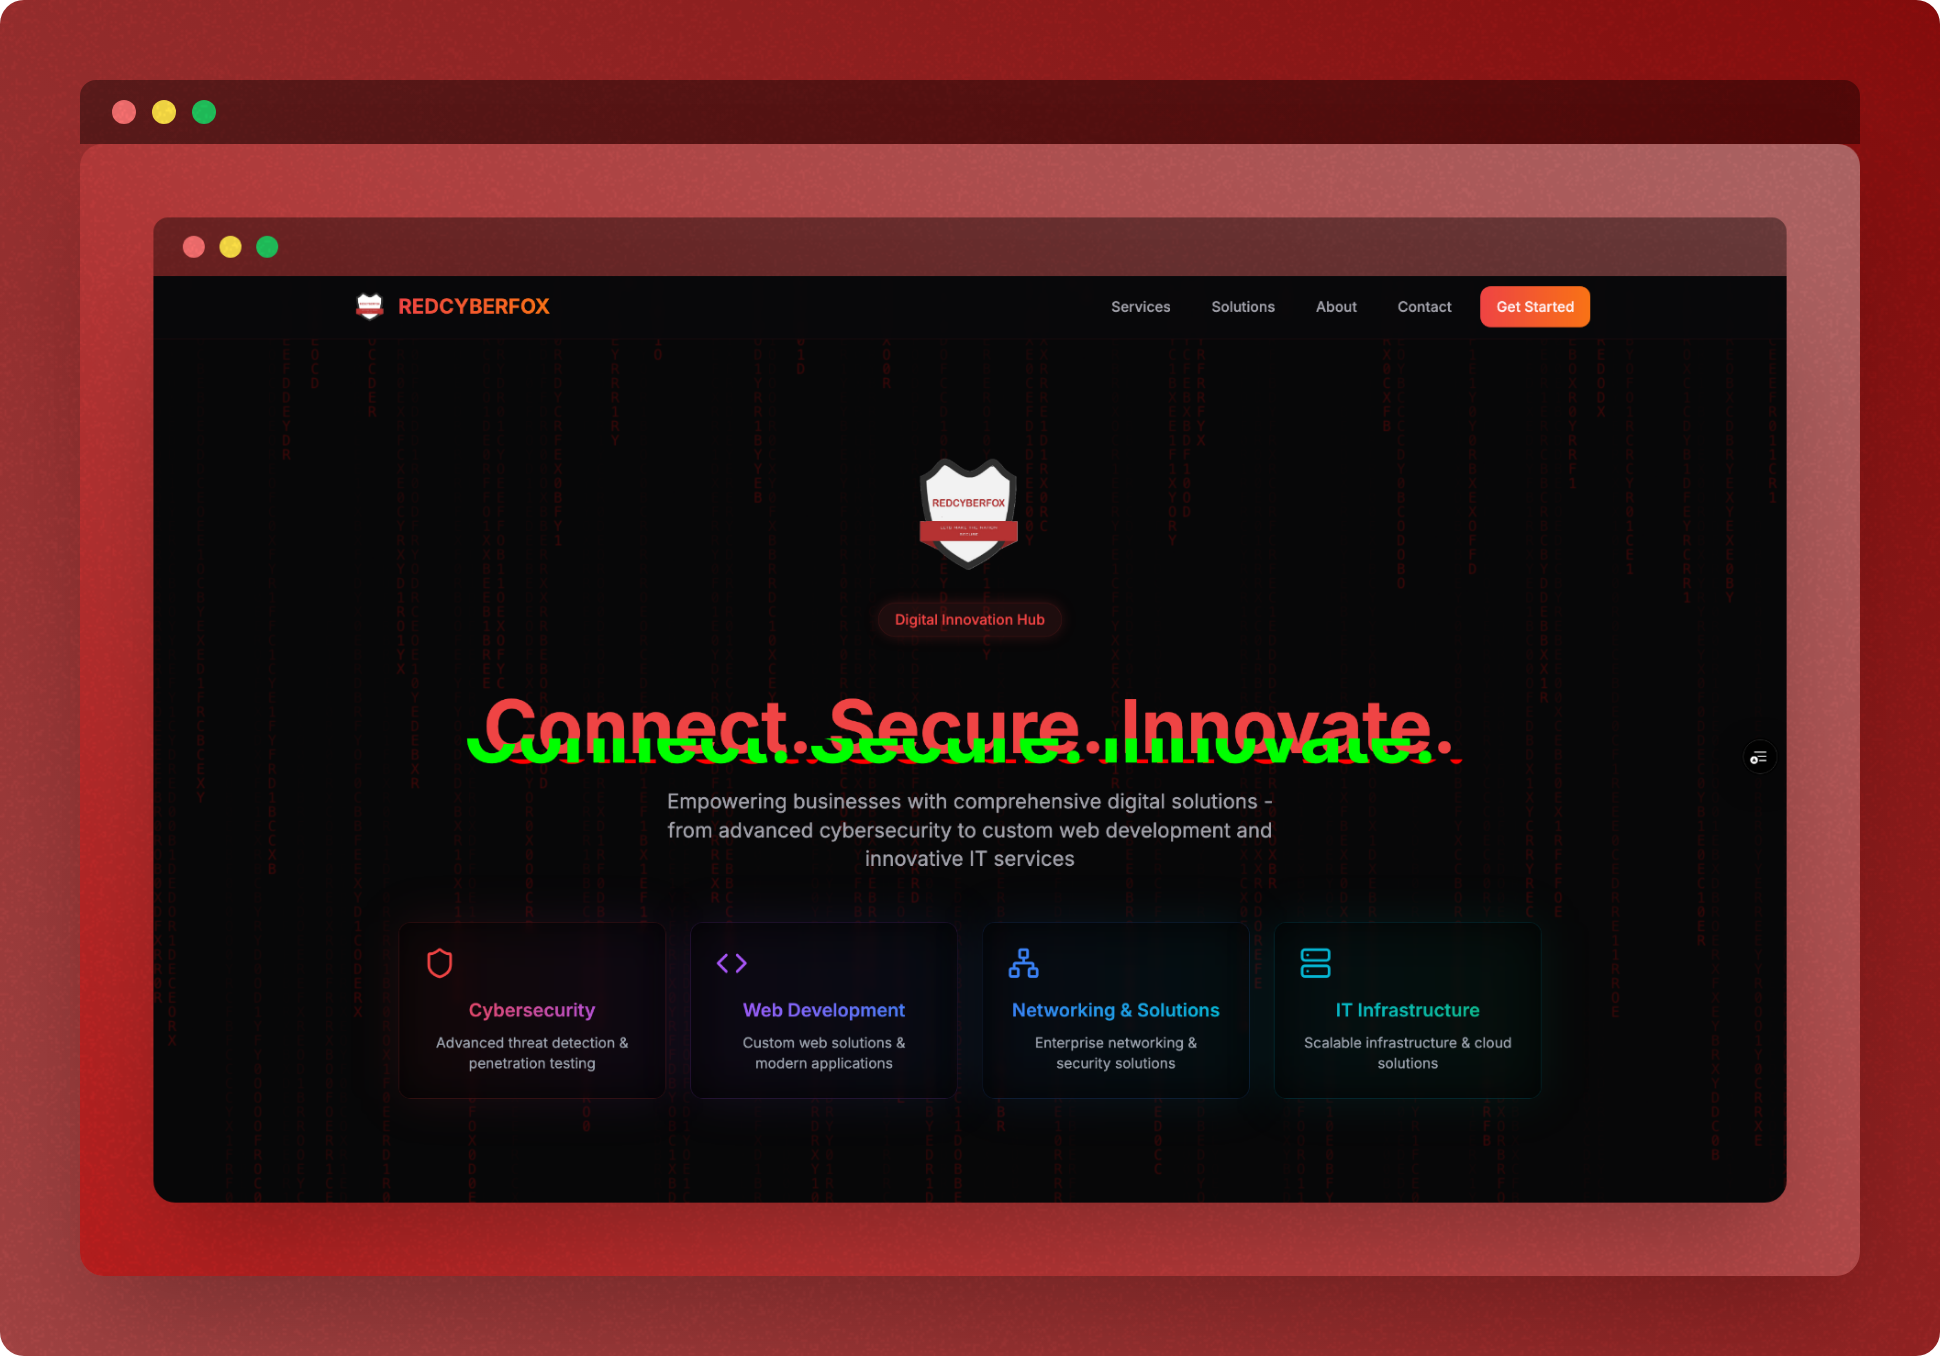 REDCYBERFOX
Services
Solutions
About
Contact
Get Started
REDCYBERFOX
Digital Innovation Hub
Connect. Secure. Innovate.
Empowering businesses with comprehensive digital solutions -
from advanced cybersecurity to custom web development and
innovative IT services
Cybersecurity
Advanced threat detection &
penetration testing
Web Development
Custom web solutions &
modern applications
Networking & Solutions
Enterprise networking &
security solutions
IT Infrastructure
Scalable infrastructure & cloud
solutions